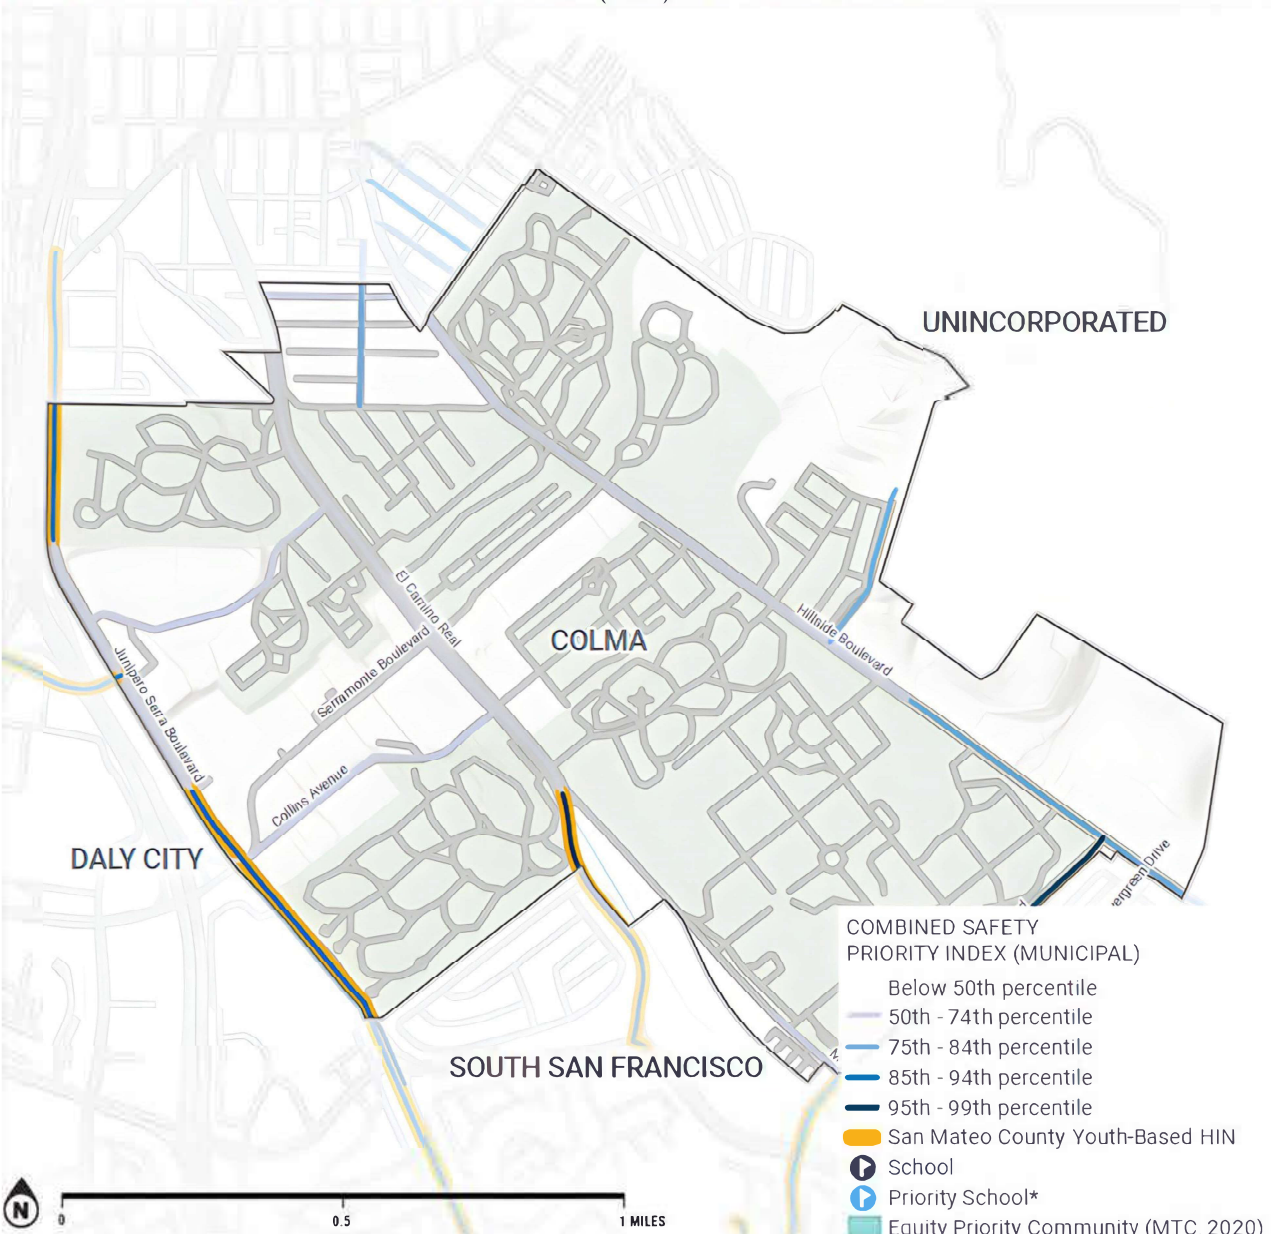 UNINCORPORATED
El Camino Real
COLMA
Hillside Boulevard
Serramonte Boulevard
Junipero Serra Boulevard
Collins Avenue
DALY CITY
vergreen Drive
SOUTH SAN FRANCISCO
M
COMBINED SAFETY
PRIORITY INDEX (MUNICIPAL)
Below 50th percentile
50th - 74th percentile
75th - 84th percentile
85th - 94th percentile
95th - 99th percentile
San Mateo County Youth-Based HIN
School
Priority School*
Equity Priority Community (MTC, 2020)
N
0 0.5 1 MILES